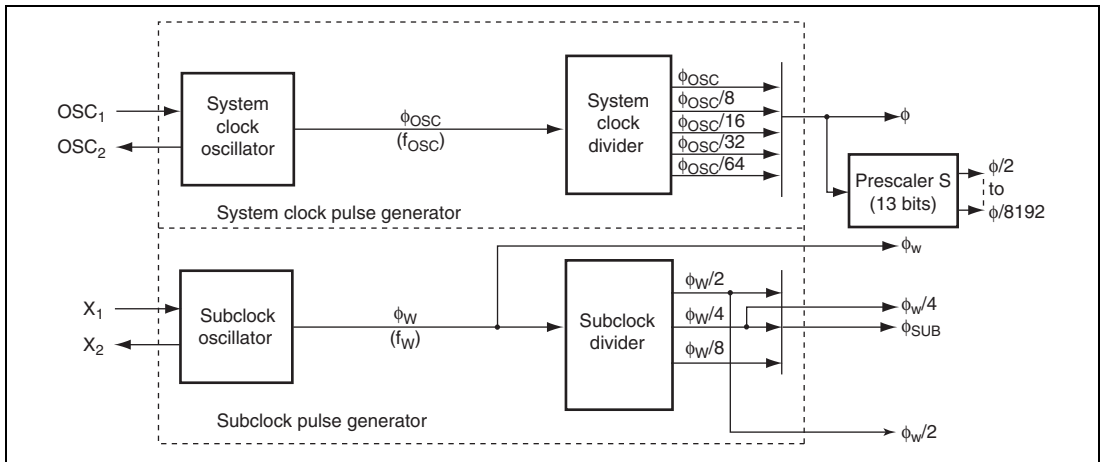 OSC1
OSC2
System
clock
oscillator
ϕOSC
(fOSC)
System
clock
divider
ϕOSC
ϕOSC/8
ϕOSC/16
ϕOSC/32
ϕOSC/64
ϕ
Prescaler S
(13 bits)
ϕ/2
to
ϕ/8192
System clock pulse generator
X1
X2
Subclock
oscillator
ϕW
(fW)
Subclock
divider
ϕW/2
ϕW/4
ϕW/8
ϕw
ϕw/4
ϕSUB
ϕw/2
Subclock pulse generator